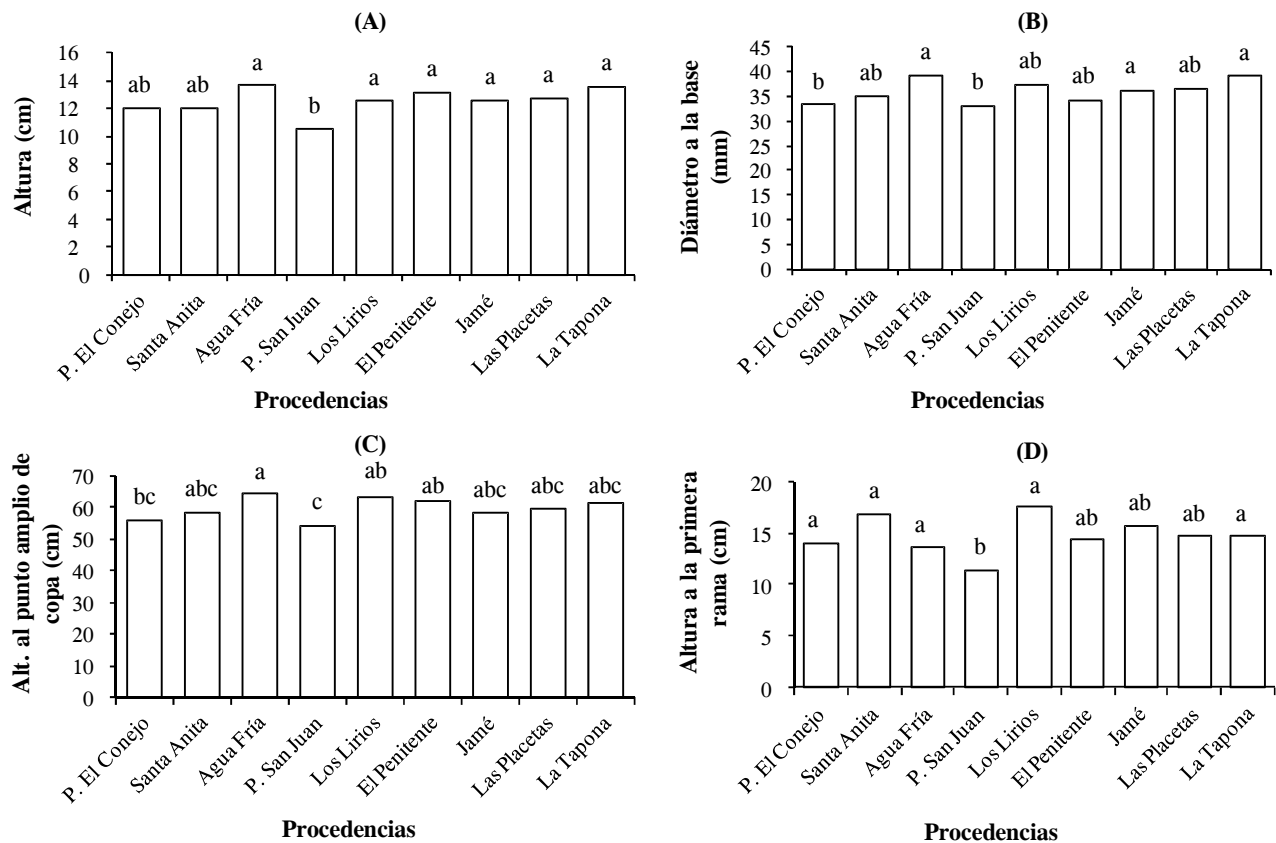 (A)
Altura (cm)
16
14
12
10
8
6
4
2
0
ab
ab
a
b
a
a
a
a
a
P. El Conejo
Santa Anita
Agua Fría
P. San Juan
Los Lirios
El Penitente
Jamé
Las Placetas
La Tapona
Procedencias
(B)
Diámetro a la base
(mm)
45
40
35
30
25
20
15
10
5
0
b
ab
a
b
ab
ab
a
ab
a
P. El Conejo
Santa Anita
Agua Fría
P. San Juan
Los Lirios
El Penitente
Jamé
Las Placetas
La Tapona
Procedencias
(C)
Alt. al punto amplio de
copa (cm)
70
60
50
40
30
20
10
0
bc
abc
a
c
ab
ab
abc
abc
abc
P. El Conejo
Santa Anita
Agua Fría
P. San Juan
Los Lirios
El Penitente
Jamé
Las Placetas
La Tapona
Procedencias
(D)
Altura a la primera
rama (cm)
20
15
10
5
0
a
a
a
b
a
ab
ab
ab
a
P. El Conejo
Santa Anita
Agua Fría
P. San Juan
Los Lirios
El Penitente
Jamé
Las Placetas
La Tapona
Procedencias